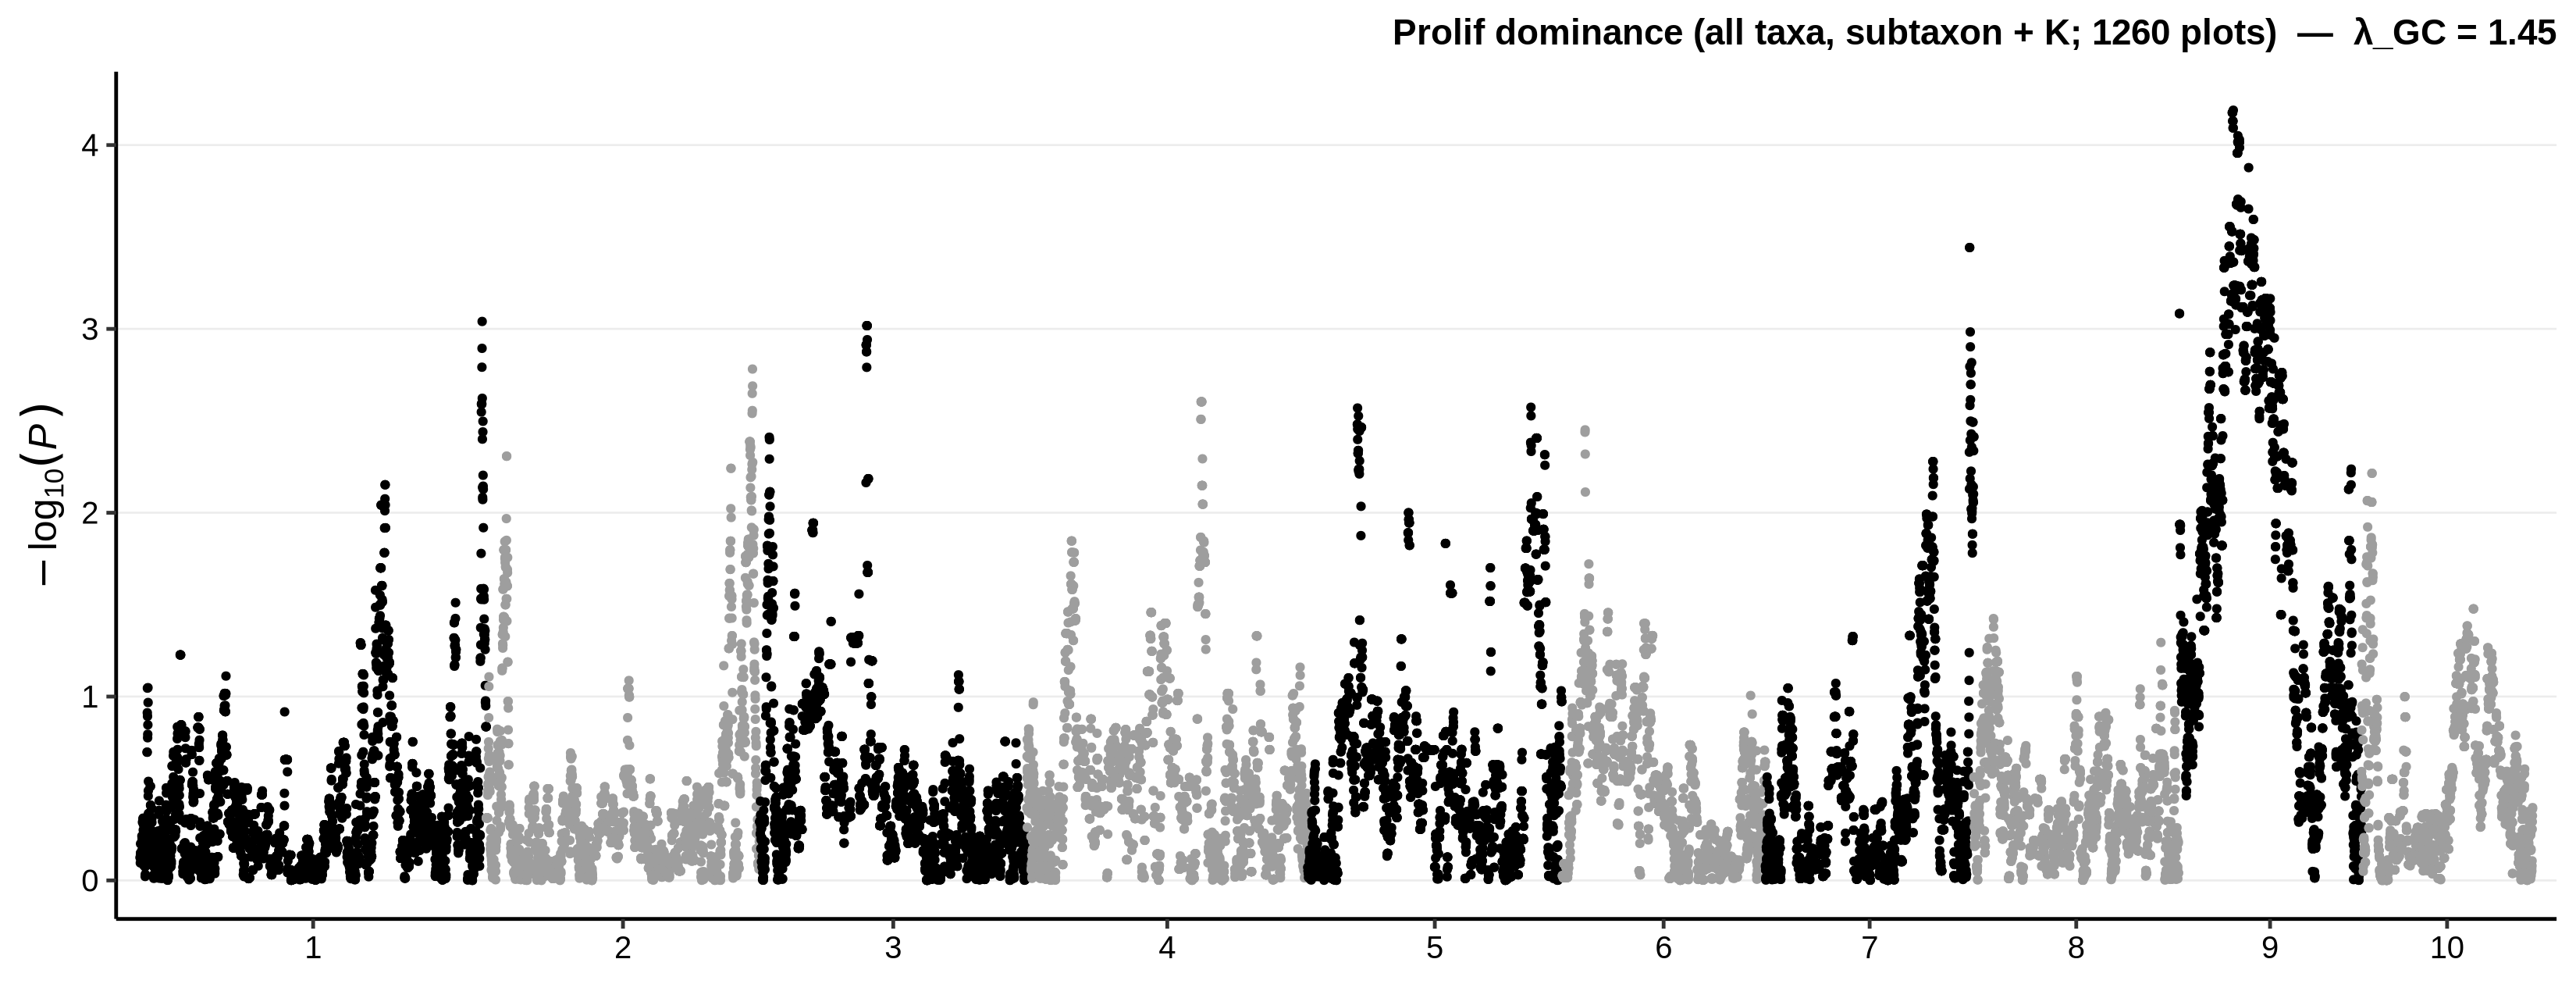 Prolif dominance (all taxa, subtaxon + K; 1260 plots) — λ_GC = 1.45
− log₁₀(P)
4
3
2
1
0
1 2 3 4 5 6 7 8 9 10